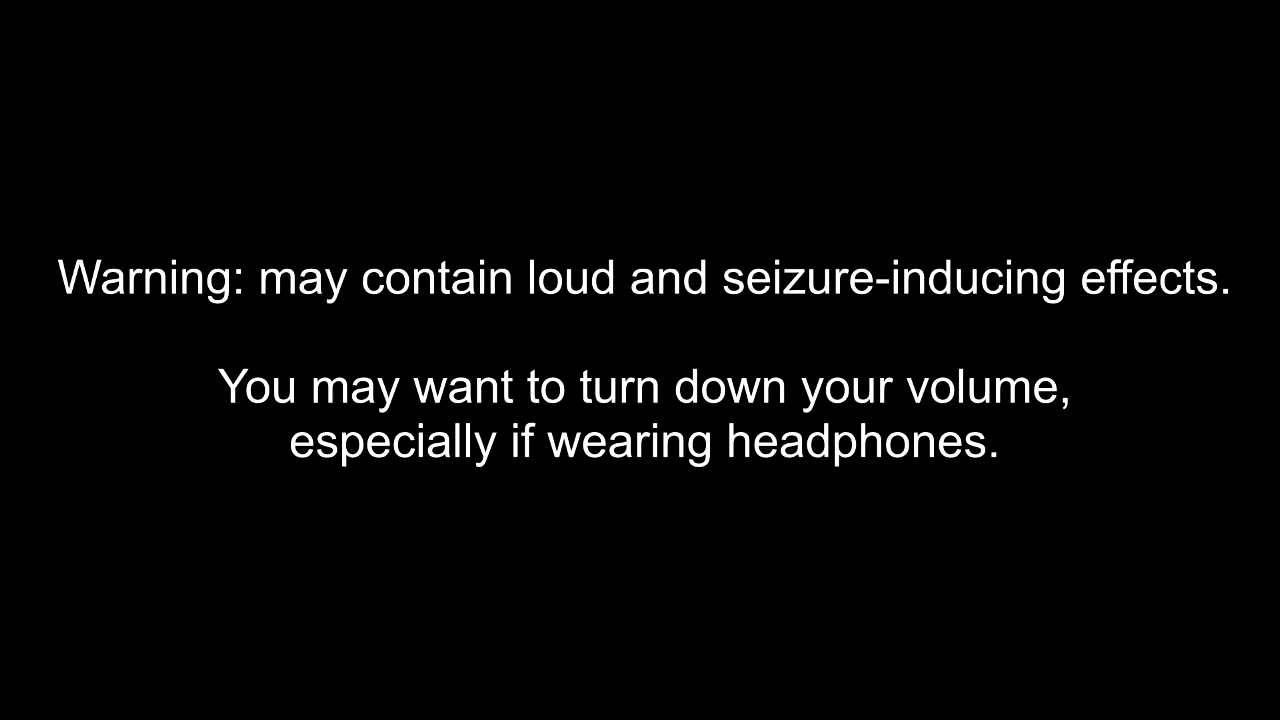 Warning: may contain loud and seizure-inducing effects.
You may want to turn down your volume,
especially if wearing headphones.